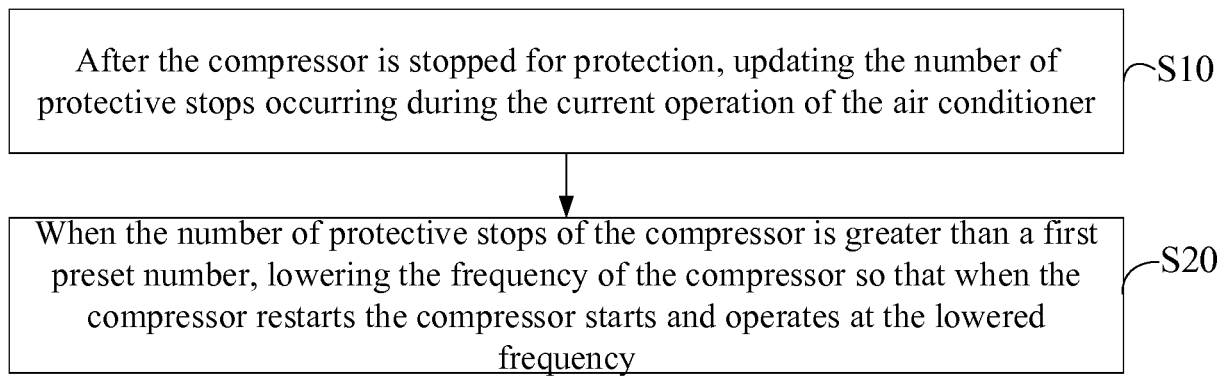 After the compressor is stopped for protection, updating the number of
protective stops occurring during the current operation of the air conditioner
S10
When the number of protective stops of the compressor is greater than a first
preset number, lowering the frequency of the compressor so that when the
compressor restarts the compressor starts and operates at the lowered
frequency
S20